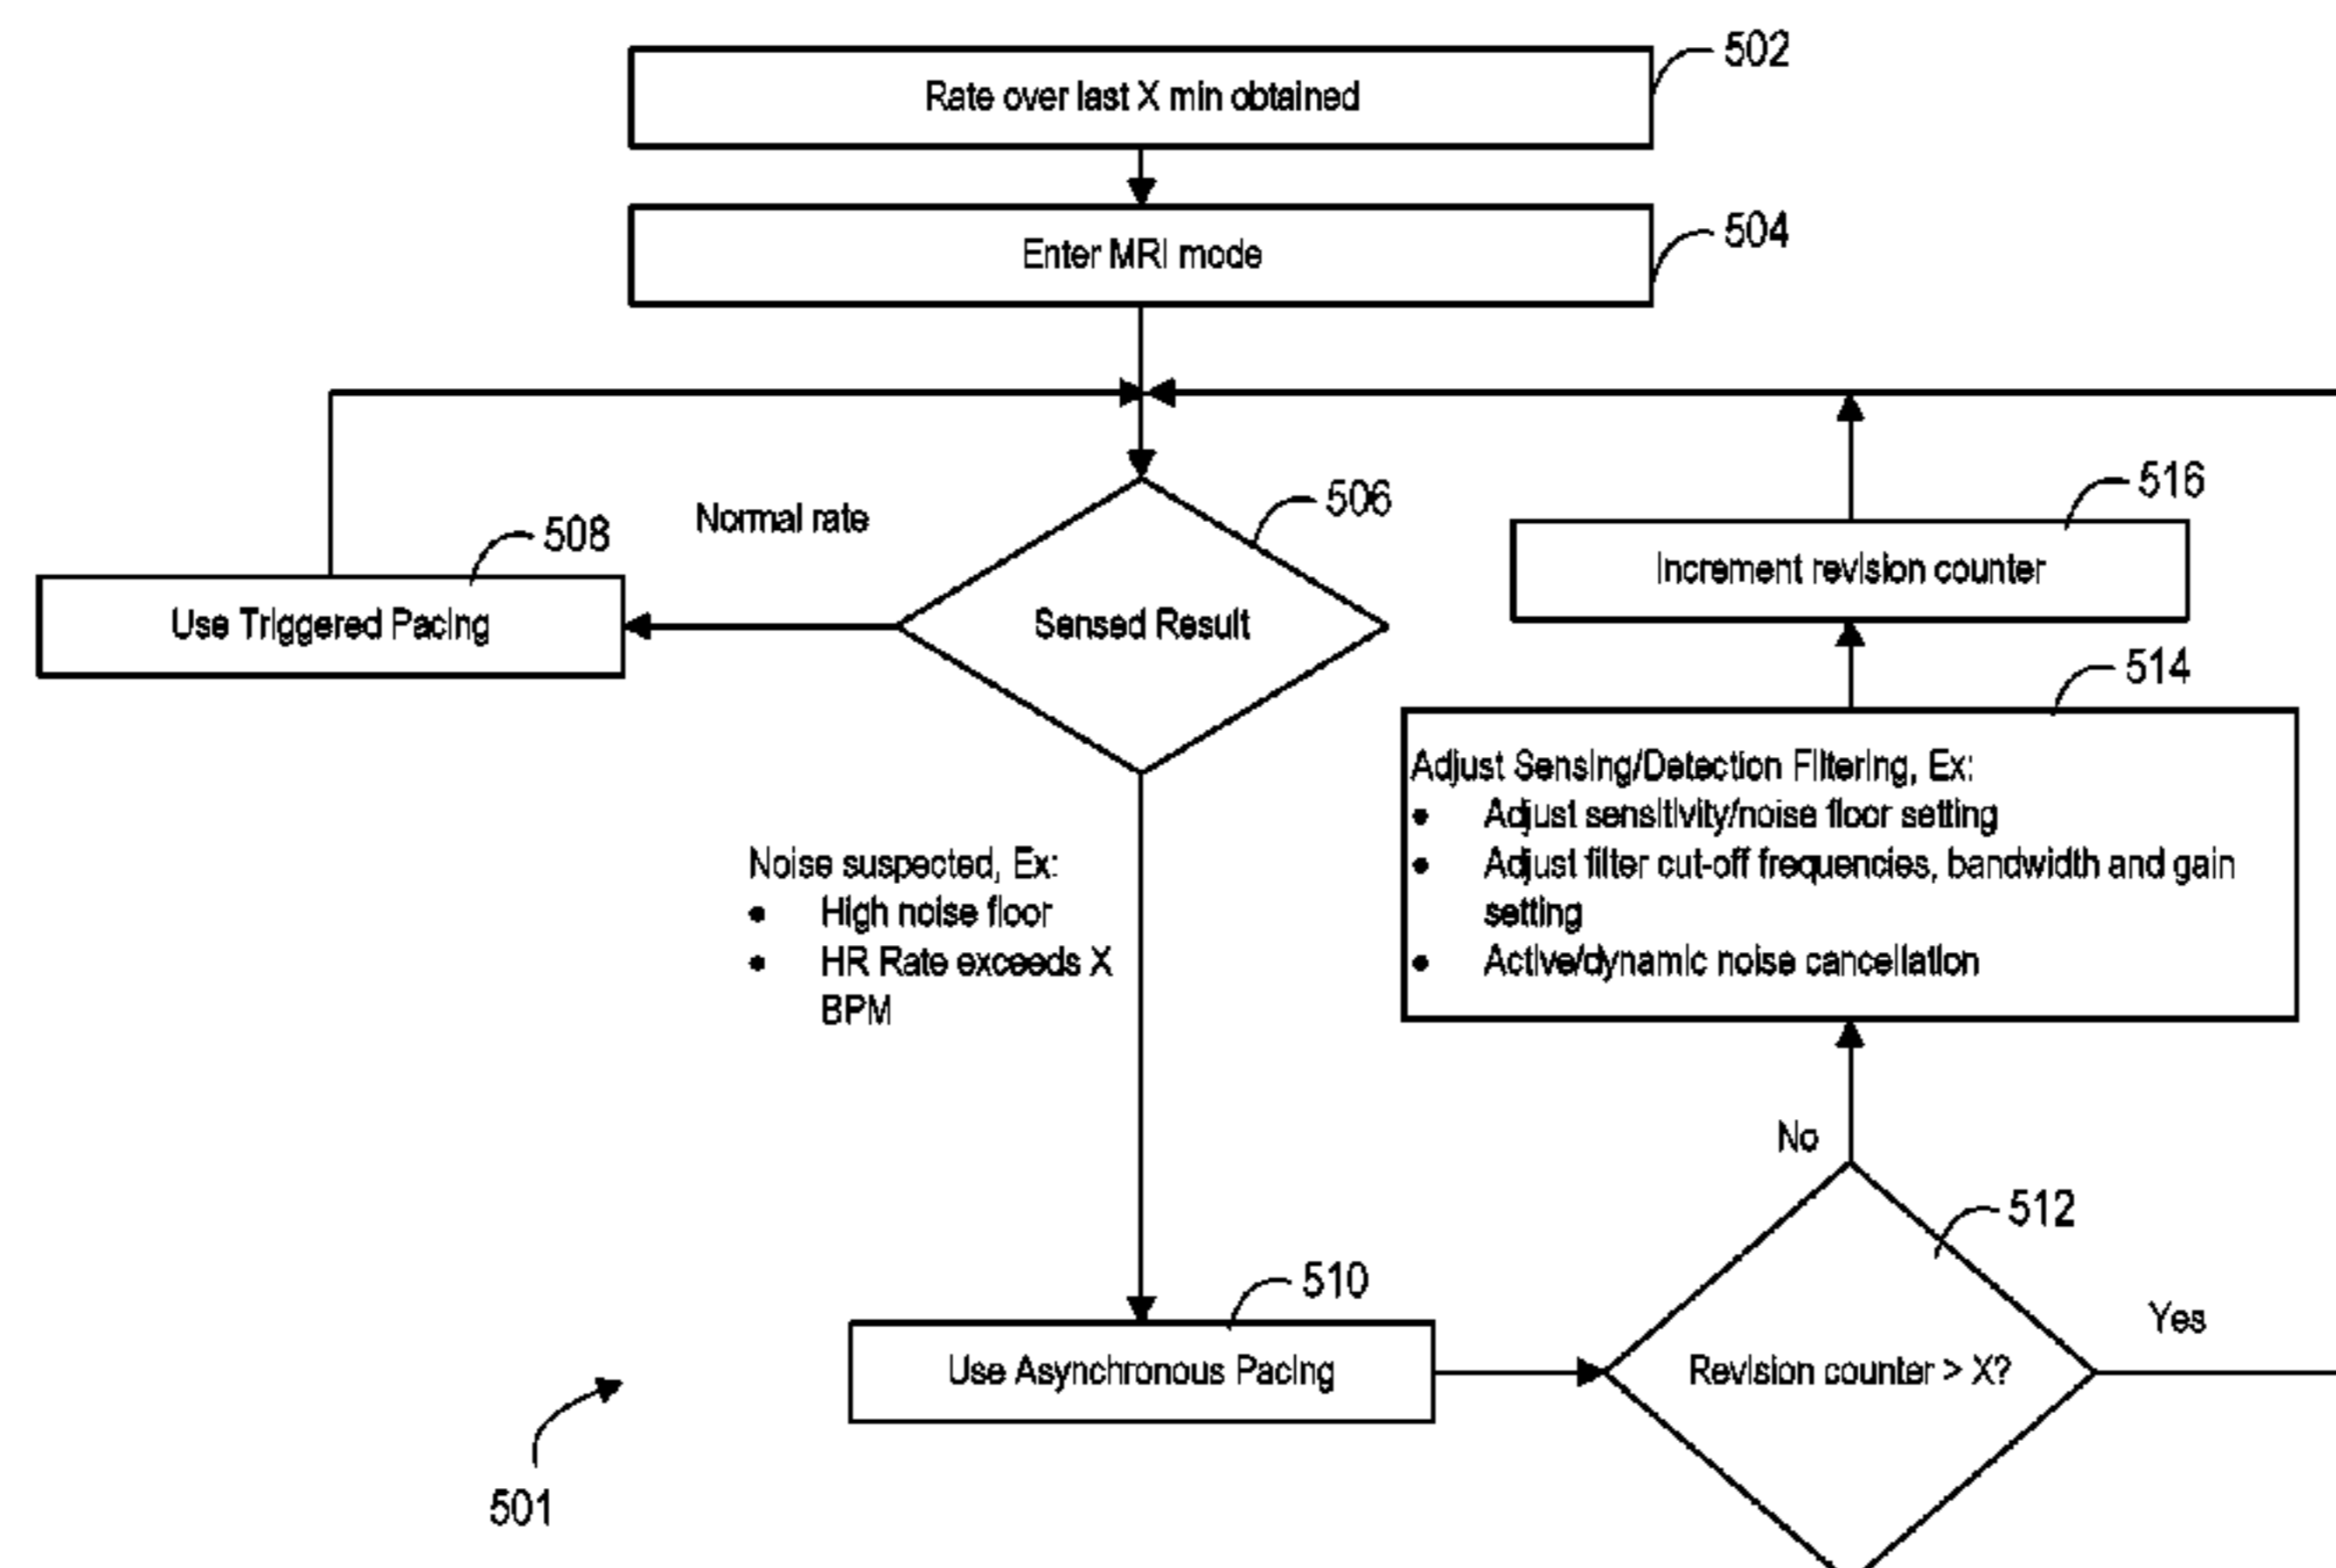 502
Rate over last X min obtained
504
Enter MRI mode
506
Normal rate
508
Use Triggered Pacing
Sensed Result
516
Increment revision counter
514
Adjust Sensing/Detection Filtering, Ex:
• Adjust sensitivity/noise floor setting
• Adjust filter cut-off frequencies, bandwidth and gain
setting
• Active/dynamic noise cancellation
Noise suspected, Ex:
• High noise floor
• HR Rate exceeds X
BPM
No
512
510
Yes
Use Asynchronous Pacing
Revision counter > X?
501